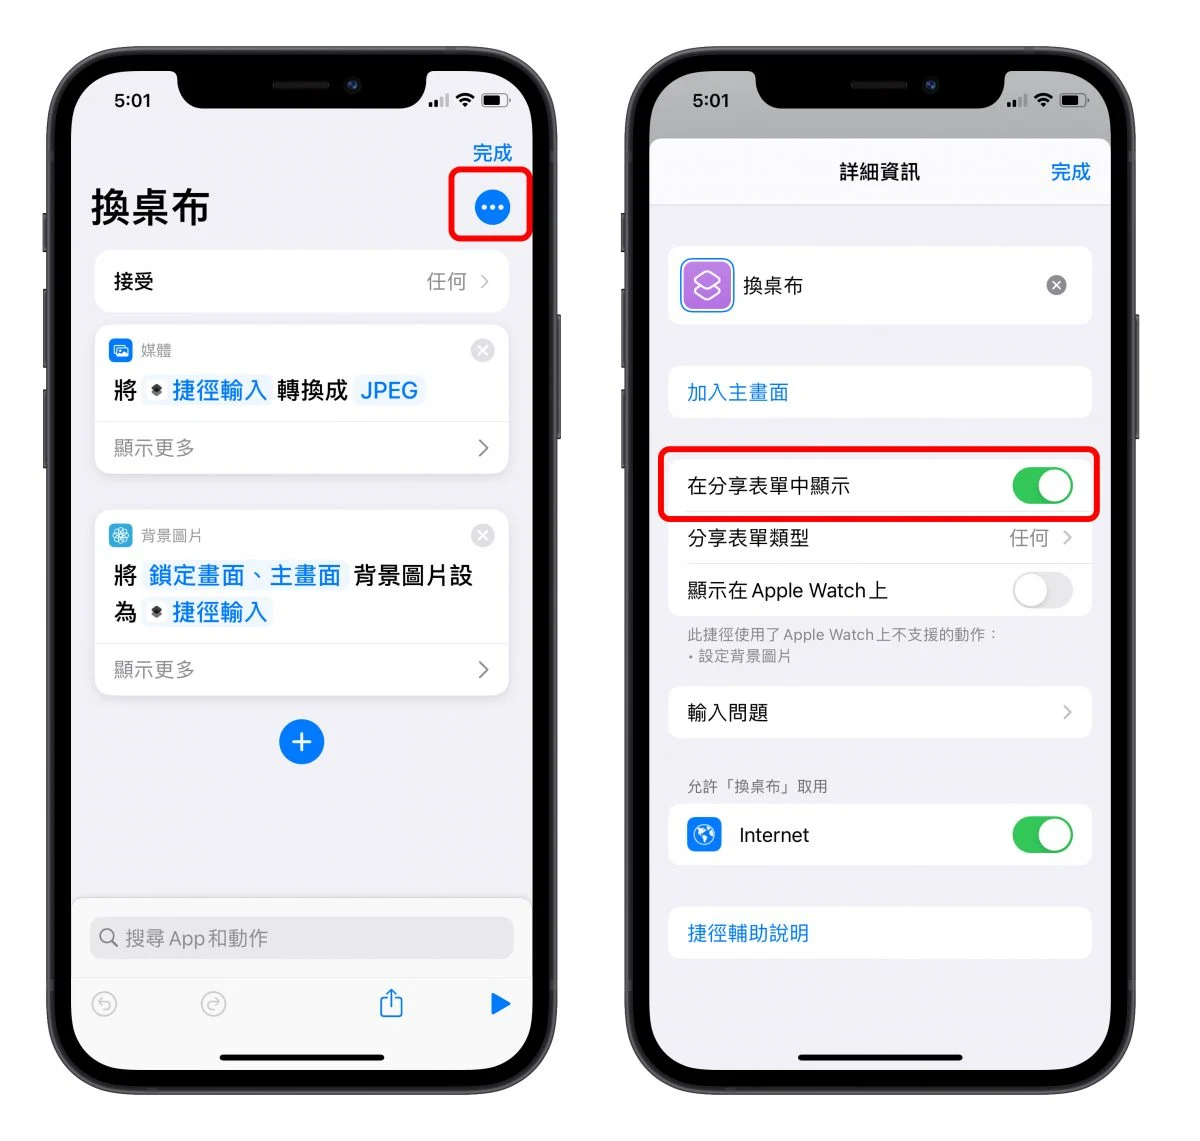 5:01
完成
換桌布
接受
任何
媒體
將 捷徑輸入 轉換成 JPEG
顯示更多
背景圖片
將 鎖定畫面、主畫面 背景圖片設
為 捷徑輸入
顯示更多
搜尋 App 和動作
5:01
詳細資訊
完成
換桌布
加入主畫面
在分享表單中顯示
分享表單類型
任何
顯示在 Apple Watch 上
此捷徑使用了 Apple Watch 上不支援的動作：
• 設定背景圖片
輸入問題
允許「換桌布」取用
Internet
捷徑輔助說明